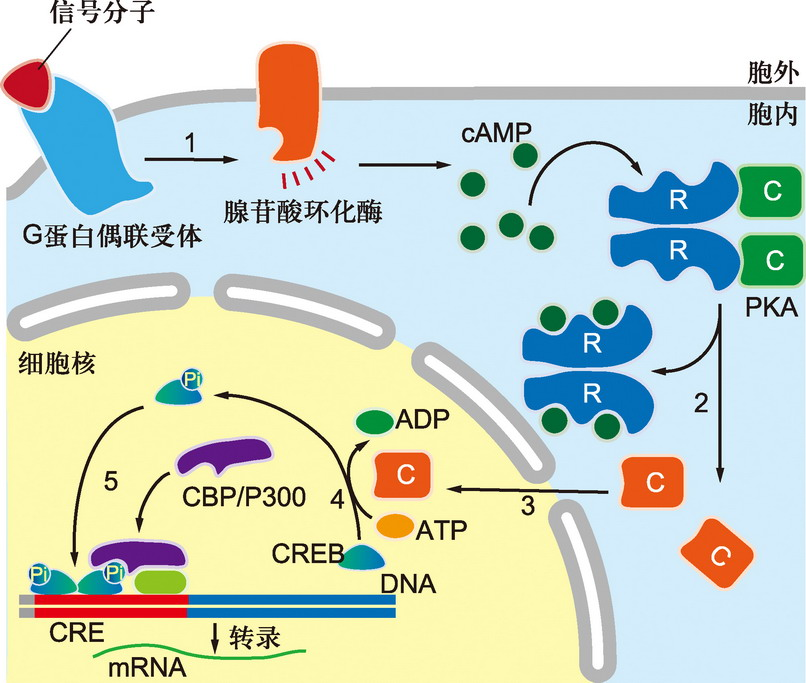 信号分子
胞外
胞内
1
cAMP
腺苷酸环化酶
G蛋白偶联受体
R
C
R
C
PKA
细胞核
R
R
2
Pi
ADP
C
5
CBP/P300
4
3
C
ATP
CREB
C
Pi
Pi
DNA
CRE
转录
mRNA